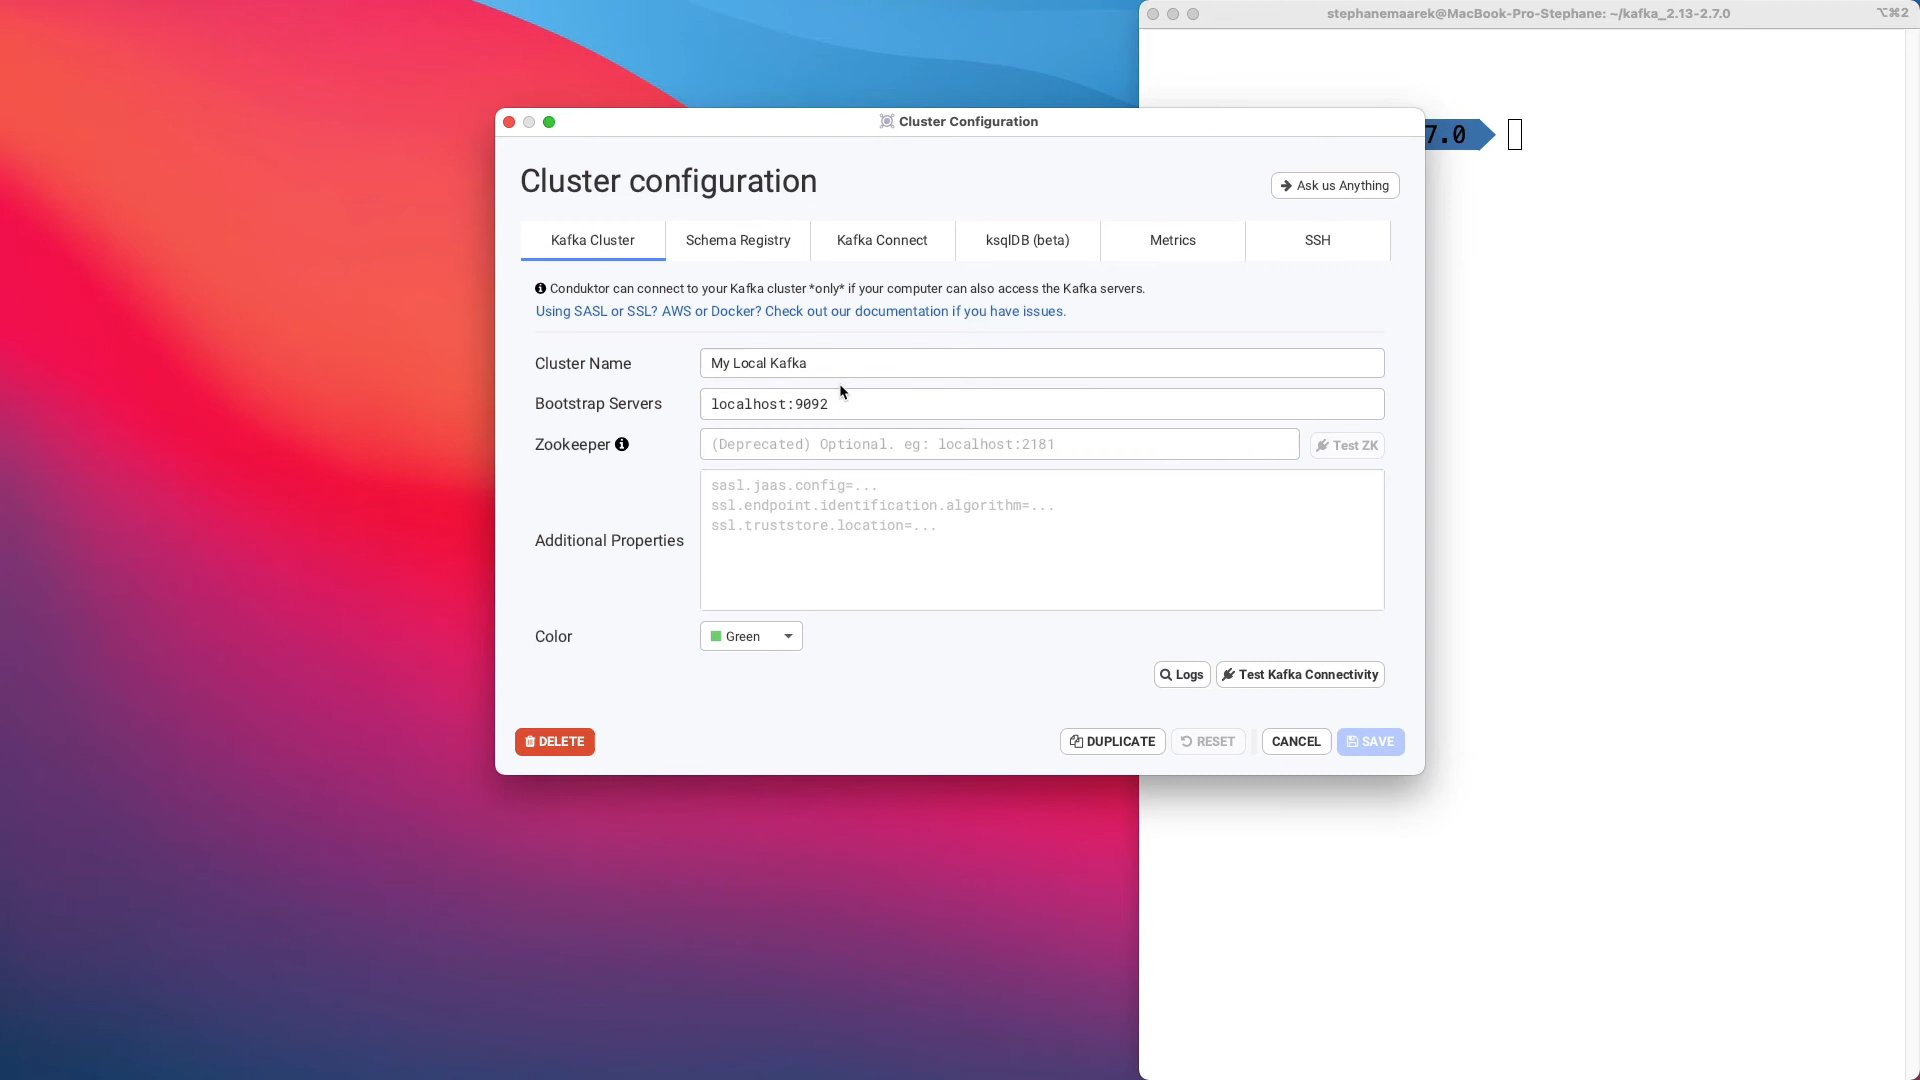 stephanemaarek@MacBook-Pro-Stephane: ~/kafka_2.13-2.7.0
⌥⌘2
Cluster Configuration
7.0
Cluster configuration
Ask us Anything
Kafka Cluster
Schema Registry
Kafka Connect
ksqlDB (beta)
Metrics
SSH
Conduktor can connect to your Kafka cluster *only* if your computer can also access the Kafka servers.
Using SASL or SSL? AWS or Docker? Check out our documentation if you have issues.
Cluster Name
My Local Kafka
Bootstrap Servers
localhost:9092
Zookeeper
(Deprecated) Optional. eg: localhost:2181
Test ZK
Additional Properties
sasl.jaas.config=...
ssl.endpoint.identification.algorithm=...
ssl.truststore.location=...
Color
Green
Logs
Test Kafka Connectivity
DELETE
DUPLICATE
RESET
CANCEL
SAVE